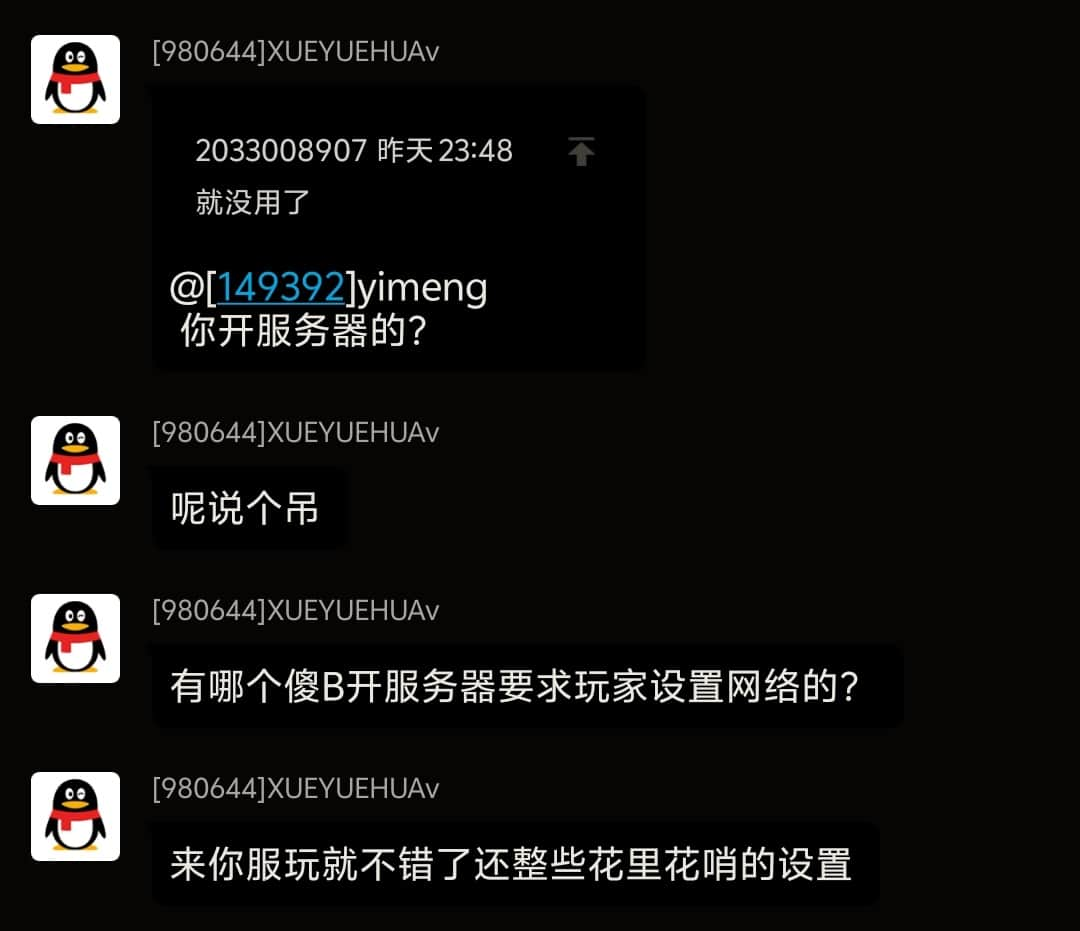 [980644]XUEYUEHUAv
2033008907 昨天 23:48
就没用了
@[149392]yimeng
你开服务器的?
[980644]XUEYUEHUAv
呢说个吊
[980644]XUEYUEHUAv
有哪个傻B开服务器要求玩家设置网络的?
[980644]XUEYUEHUAv
来你服玩就不错了还整些花里花哨的设置